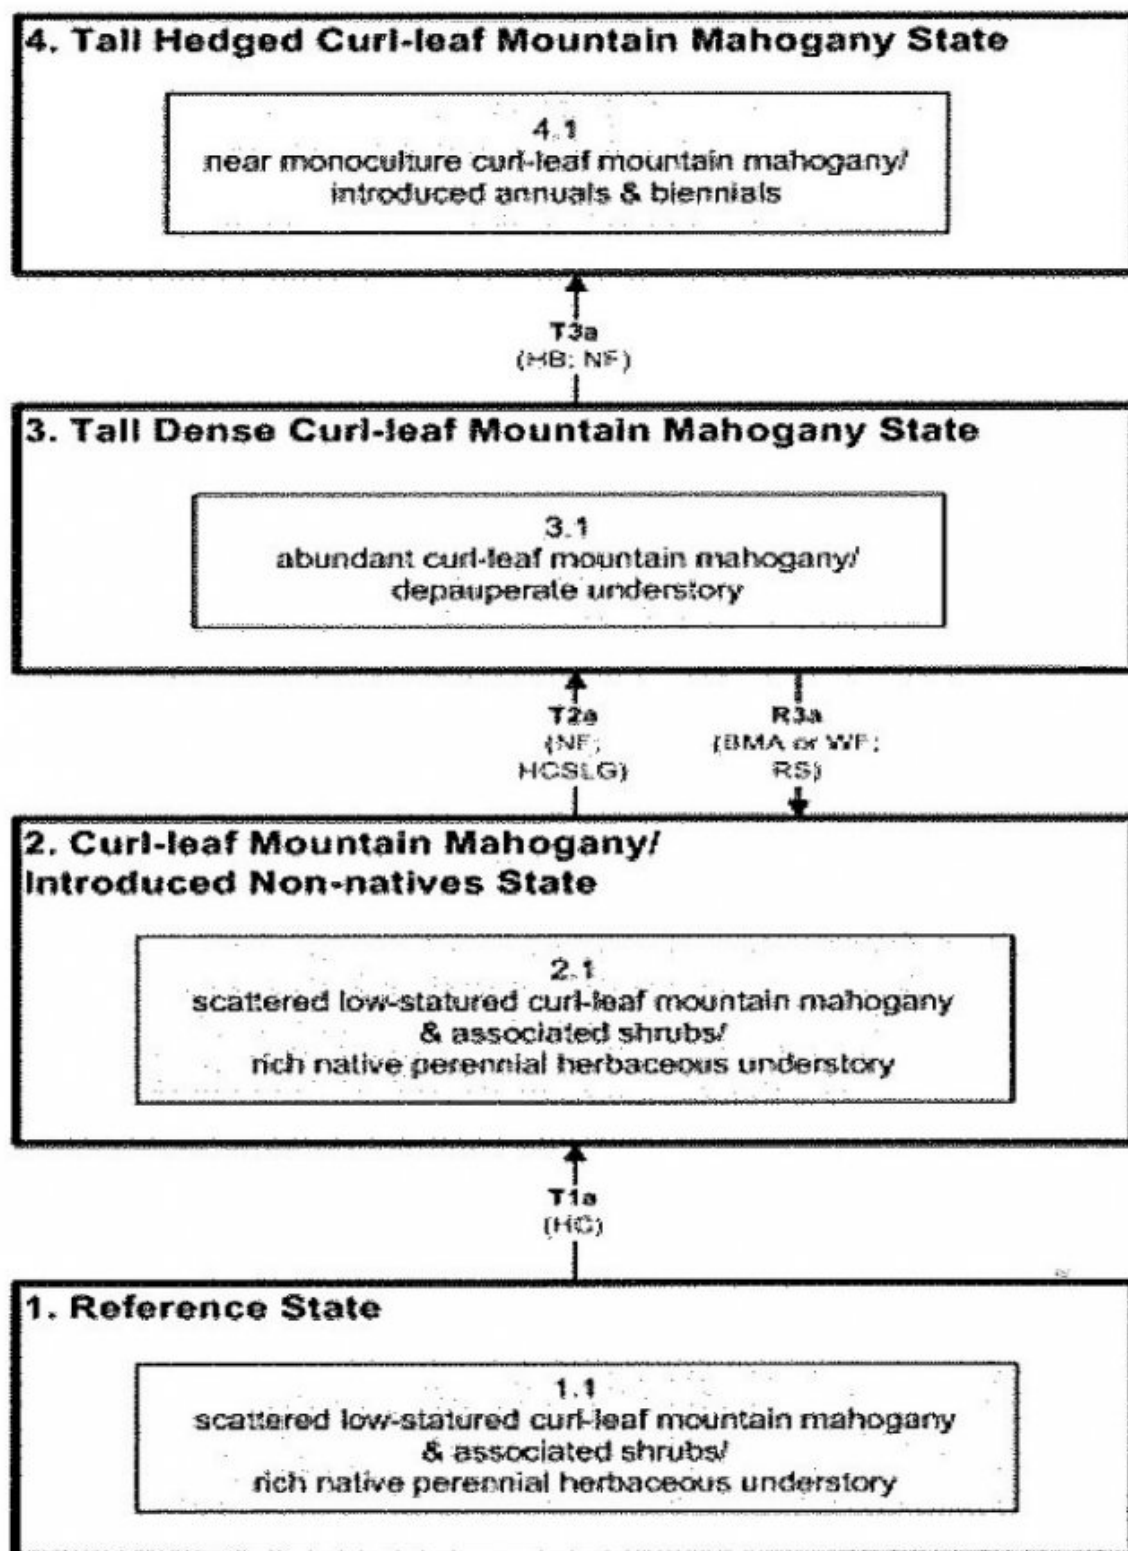 4. Tall Hedged Curl-leaf Mountain Mahogany State
4.1
near monoculture curl-leaf mountain mahogany/
introduced annuals & biennials
T3a
(HB; NF)
3. Tall Dense Curl-leaf Mountain Mahogany State
3.1
abundant curl-leaf mountain mahogany/
depauperate understory
T2a
(NF;
HCSLG)
R3a
(BMA or WF;
RS)
2. Curl-leaf Mountain Mahogany/
Introduced Non-natives State
2.1
scattered low-statured curl-leaf mountain mahogany
& associated shrubs/
rich native perennial herbaceous understory
T1a
(HC)
1. Reference State
1.1
scattered low-statured curl-leaf mountain mahogany
& associated shrubs/
rich native perennial herbaceous understory